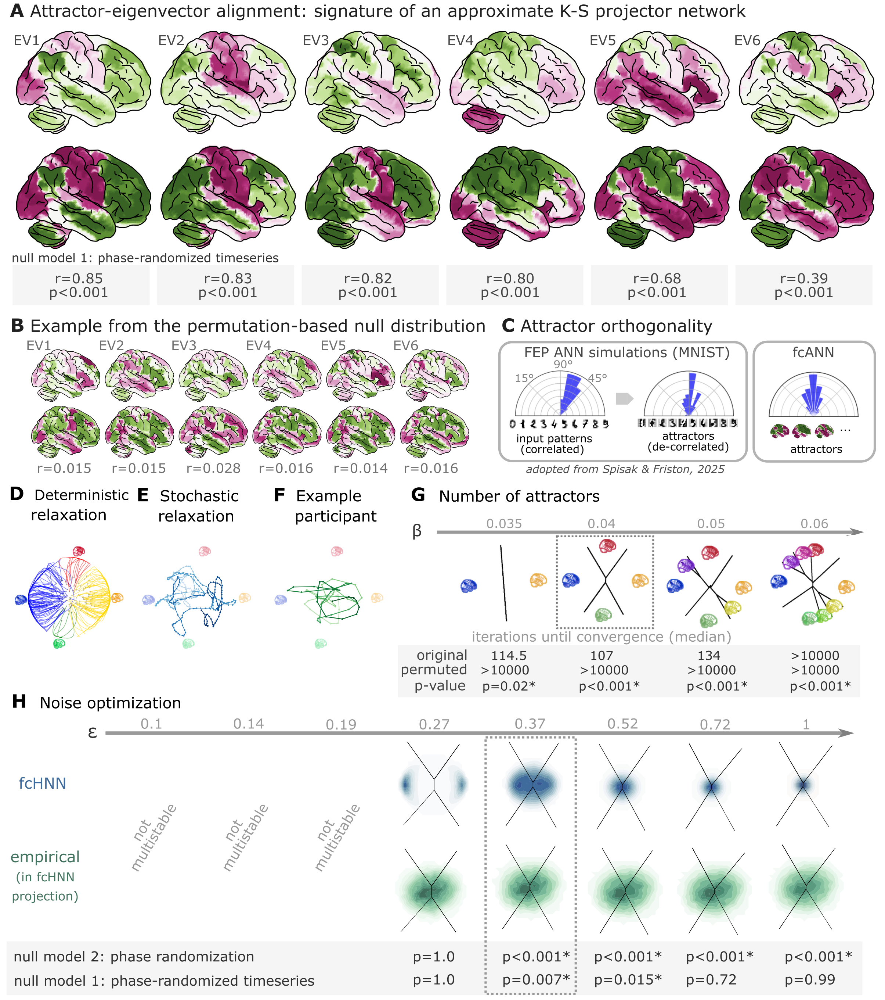 A Attractor-eigenvector alignment: signature of an approximate K-S projector network
EV1 EV2 EV3 EV4 EV5 EV6
null model 1: phase-randomized timeseries
r=0.85 r=0.83 r=0.82 r=0.80 r=0.68 r=0.39
p<0.001 p<0.001 p<0.001 p<0.001 p<0.001 p<0.001
B Example from the permutation-based null distribution
EV1 EV2 EV3 EV4 EV5 EV6
r=0.015 r=0.015 r=0.028 r=0.016 r=0.014 r=0.016
C Attractor orthogonality
FEP ANN simulations (MNIST)
90°
15° 45°
0 1 2 3 4 5 6 7 8 9
input patterns
(correlated)
attractors
(de-correlated)
fcANN
...
attractors
adopted from Spisak & Friston, 2025
D Deterministic
relaxation
E Stochastic
relaxation
F Example
participant
G Number of attractors
β 0.035 0.04 0.05 0.06
iterations until convergence (median)
original 114.5 107 134 >10000
permuted >10000 >10000 >10000 >10000
p-value p=0.02* p<0.001* p<0.001* p<0.001*
H Noise optimization
ε 0.1 0.14 0.19 0.27 0.37 0.52 0.72 1
fcHNN
not
multistable
not
multistable
not
multistable
empirical
(in fcHNN
projection)
null model 2: phase randomization p=1.0 p<0.001* p<0.001* p<0.001* p<0.001*
null model 1: phase-randomized timeseries p=1.0 p=0.007* p=0.015* p=0.72 p=0.99